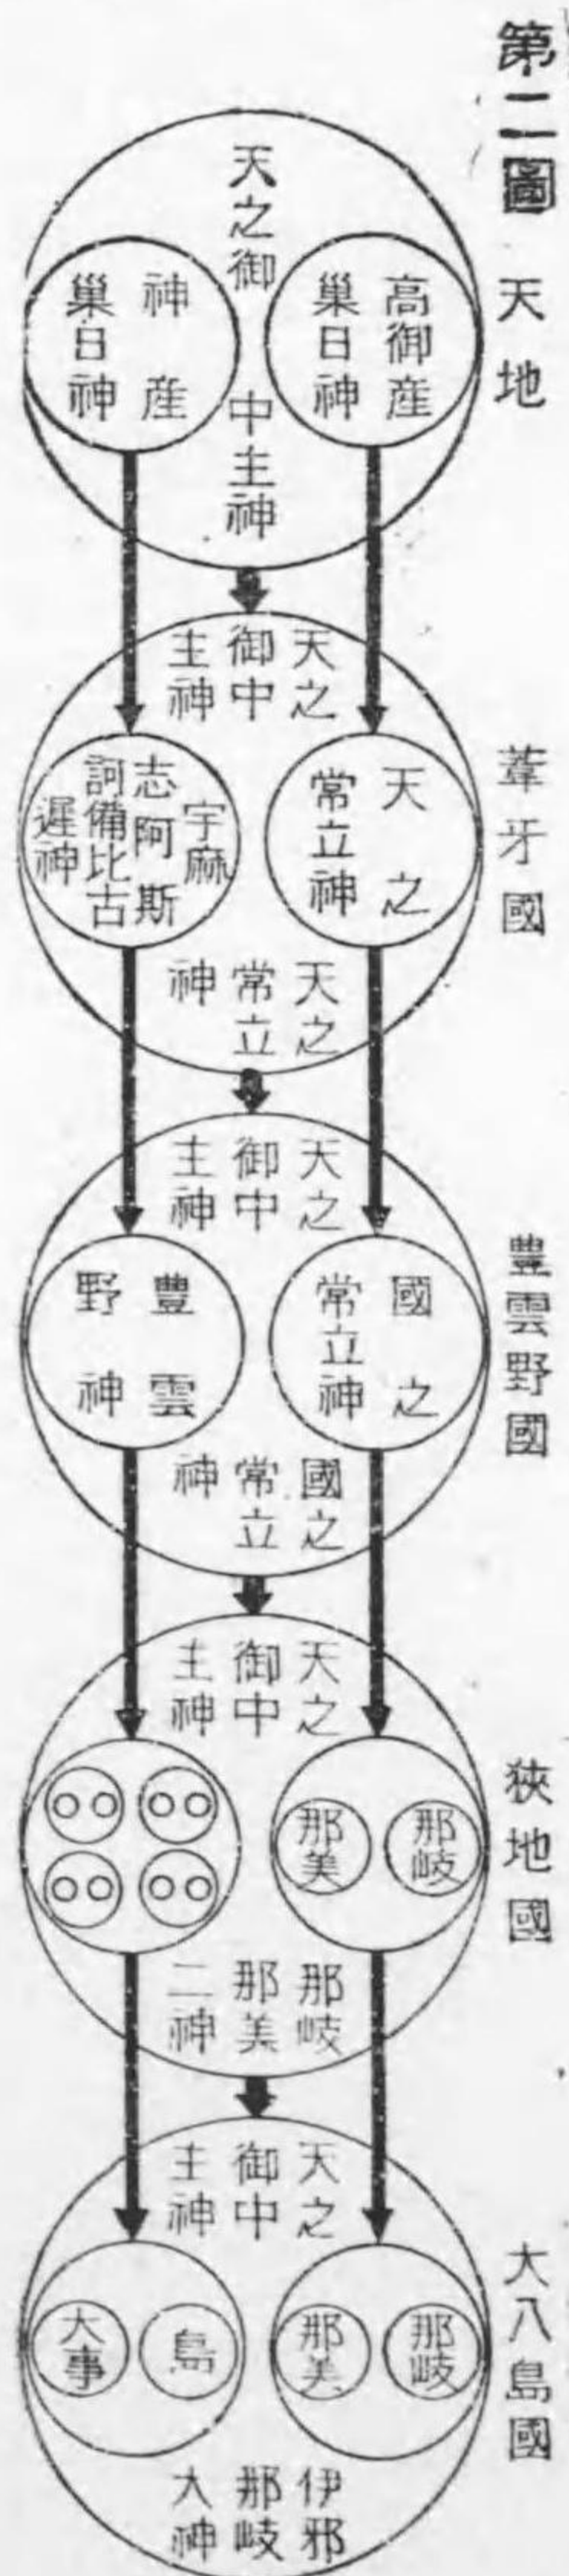 第二圖
天地
天之御中主神
高御産
巢日神
神産
巢日神
葦牙國
天之
御中
主神
天之
常立神
宇麻
志阿斯
訶備比古
遲神
天之
常立
神
豊雲野國
天之
御中
主神
國之
常立神
豊雲
野神
國之
常立
神
狹地國
天之
御中
主神
那岐
那美
那岐
那美
二神
大八島國
天之
御中
主神
那岐
那美
島
大事
伊邪
那岐
大神